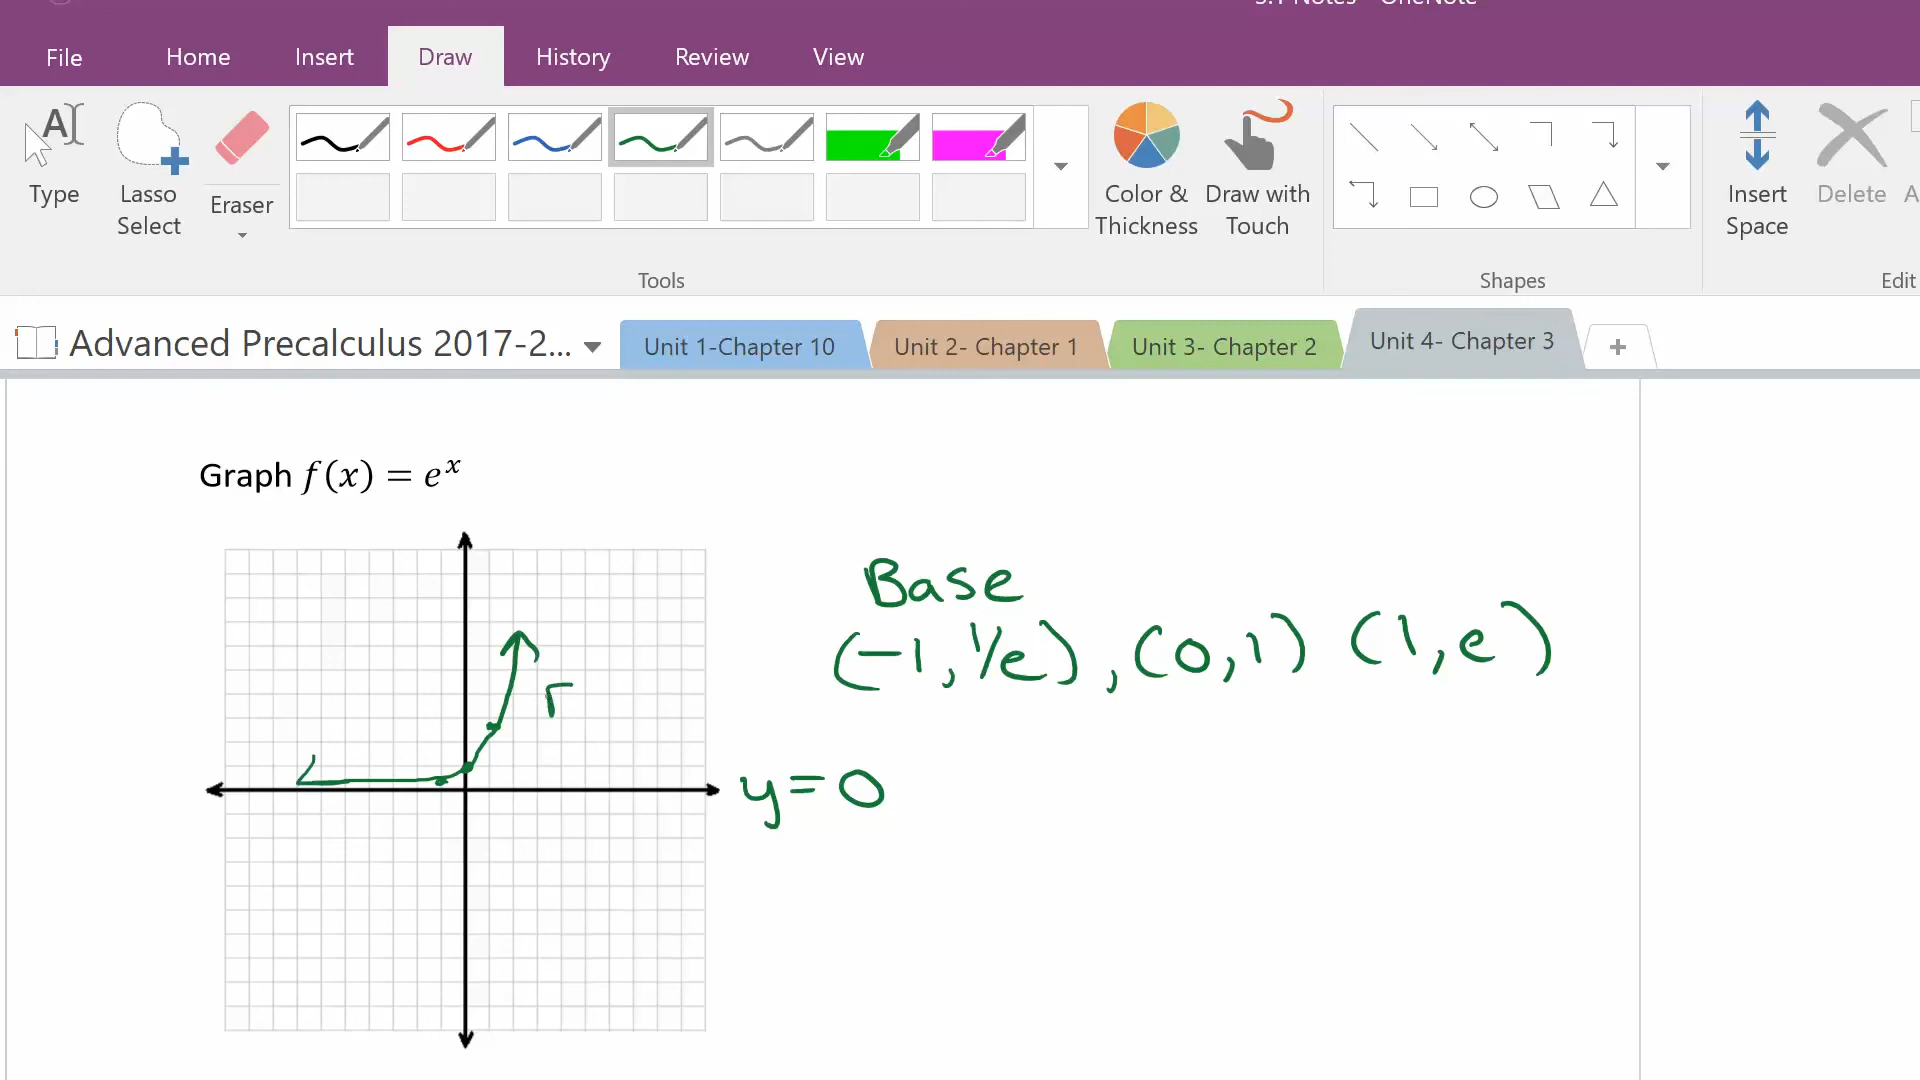 File Home Insert Draw History Review View
Type
Lasso Select
Eraser
Color & Thickness
Draw with Touch
Insert Space
Delete
Tools
Shapes
Edit
Advanced Precalculus 2017-2...
Unit 1-Chapter 10
Unit 2- Chapter 1
Unit 3- Chapter 2
Unit 4- Chapter 3
+
Graph f(x) = eˣ
Base
(-1, 1/e), (0,1) (1,e)
y=0